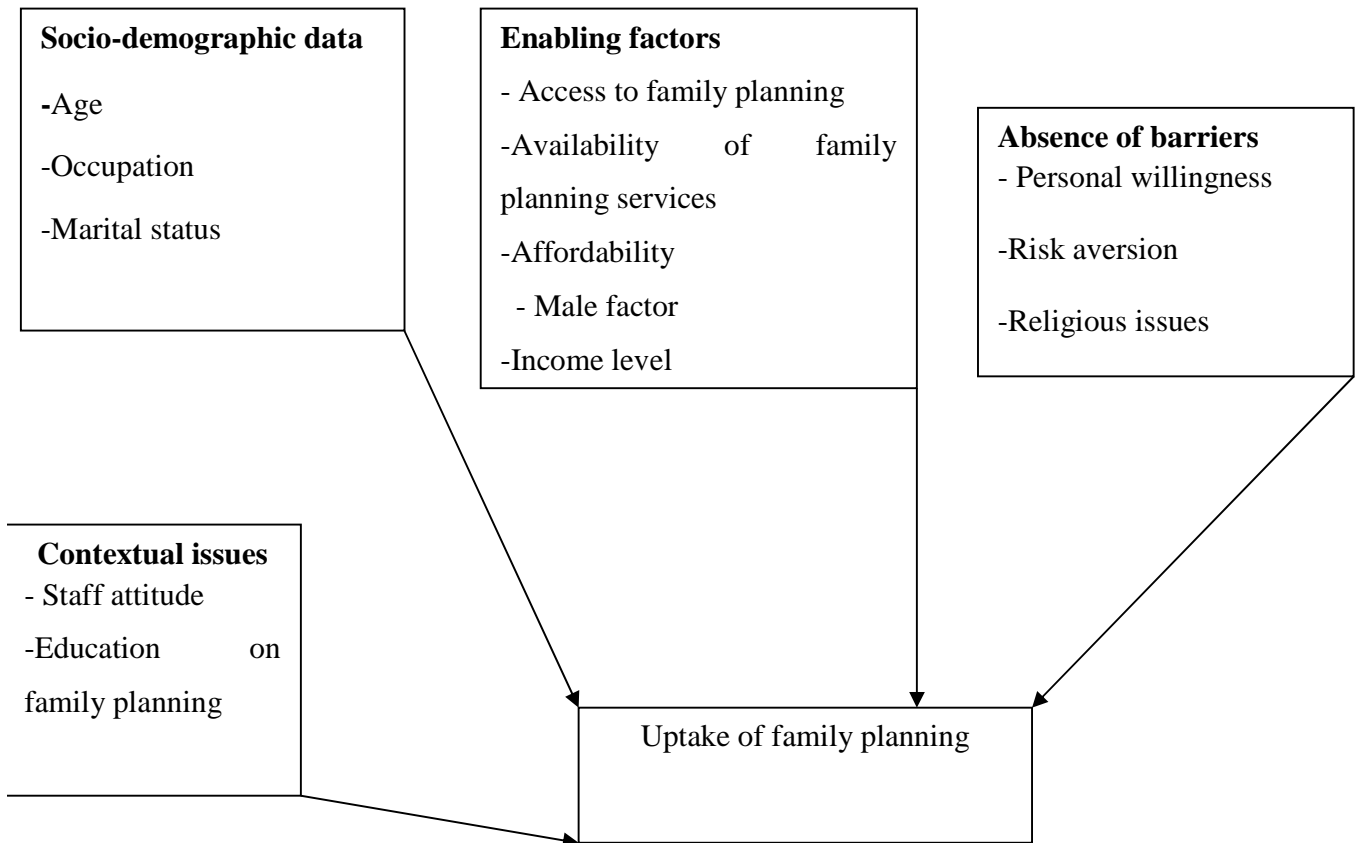 Socio-demographic data
-Age
-Occupation
-Marital status
Enabling factors
- Access to family planning
-Availability of family
planning services
-Affordability
- Male factor
-Income level
Absence of barriers
- Personal willingness
-Risk aversion
-Religious issues
Contextual issues
- Staff attitude
-Education on
family planning
Uptake of family planning